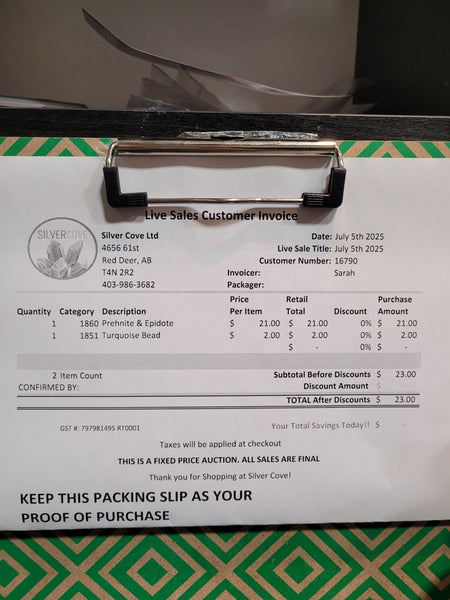 Live Sales Customer Invoice
SILVERCOVE
Silver Cove Ltd
4656 61st
Red Deer, AB
T4N 2R2
403-986-3682
Date: July 5th 2025
Live Sale Title: July 5th 2025
Customer Number: 16790
Invoicer: Sarah
Packager:
Quantity Category Description Price Per Item Retail Total Discount Purchase Amount
1 1860 Prehnite & Epidote $ 21.00 $ 21.00 0% $ 21.00
1 1851 Turquoise Bead $ 2.00 $ 2.00 0% $ 2.00
$ - 0% $ -
2 Item Count Subtotal Before Discounts $ 23.00
CONFIRMED BY: Discount Amount $ -
TOTAL After Discounts $ 23.00
GST #: 797981495 RT0001 Your Total Savings Today!! $ -
Taxes will be applied at checkout
THIS IS A FIXED PRICE AUCTION. ALL SALES ARE FINAL
Thank you for Shopping at Silver Cove!
KEEP THIS PACKING SLIP AS YOUR
PROOF OF PURCHASE